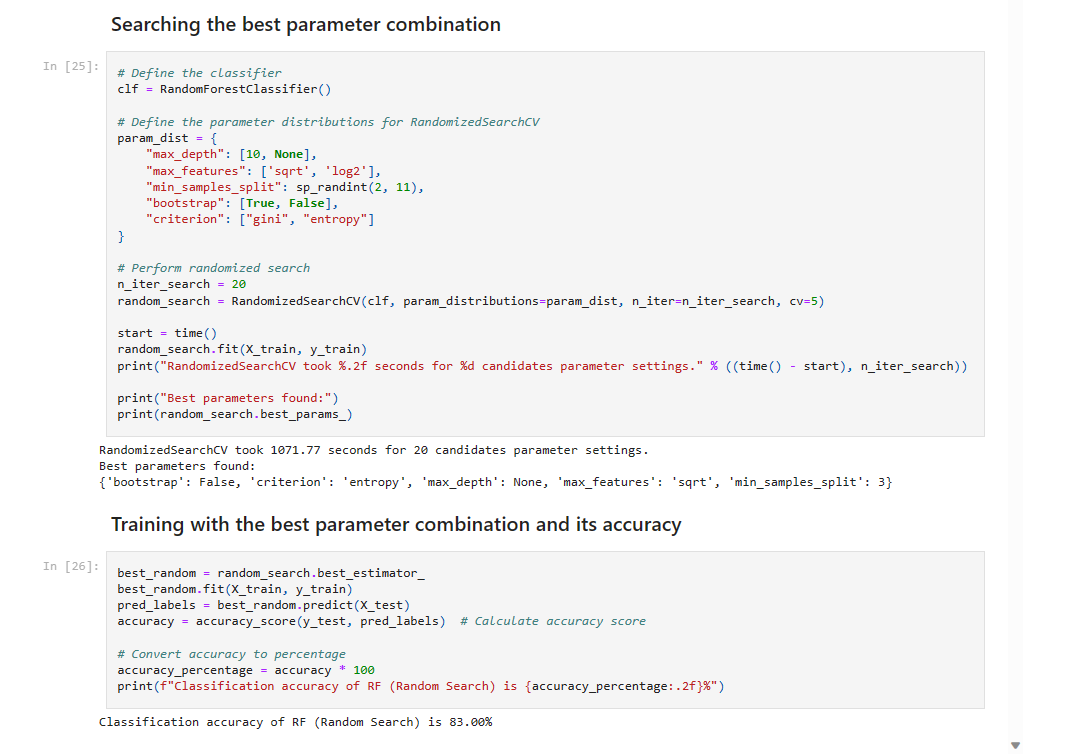 Searching the best parameter combination
In [25]:
# Define the classifier
clf = RandomForestClassifier()

# Define the parameter distributions for RandomizedSearchCV
param_dist = {
    "max_depth": [10, None],
    "max_features": ['sqrt', 'log2'],
    "min_samples_split": sp_randint(2, 11),
    "bootstrap": [True, False],
    "criterion": ["gini", "entropy"]
}

# Perform randomized search
n_iter_search = 20
random_search = RandomizedSearchCV(clf, param_distributions=param_dist, n_iter=n_iter_search, cv=5)

start = time()
random_search.fit(X_train, y_train)
print("RandomizedSearchCV took %.2f seconds for %d candidates parameter settings." % ((time() - start), n_iter_search))

print("Best parameters found:")
print(random_search.best_params_)
RandomizedSearchCV took 1071.77 seconds for 20 candidates parameter settings.
Best parameters found:
{'bootstrap': False, 'criterion': 'entropy', 'max_depth': None, 'max_features': 'sqrt', 'min_samples_split': 3}
Training with the best parameter combination and its accuracy
In [26]:
best_random = random_search.best_estimator_
best_random.fit(X_train, y_train)
pred_labels = best_random.predict(X_test)
accuracy = accuracy_score(y_test, pred_labels)  # Calculate accuracy score

# Convert accuracy to percentage
accuracy_percentage = accuracy * 100
print(f"Classification accuracy of RF (Random Search) is {accuracy_percentage:.2f}%")
Classification accuracy of RF (Random Search) is 83.00%